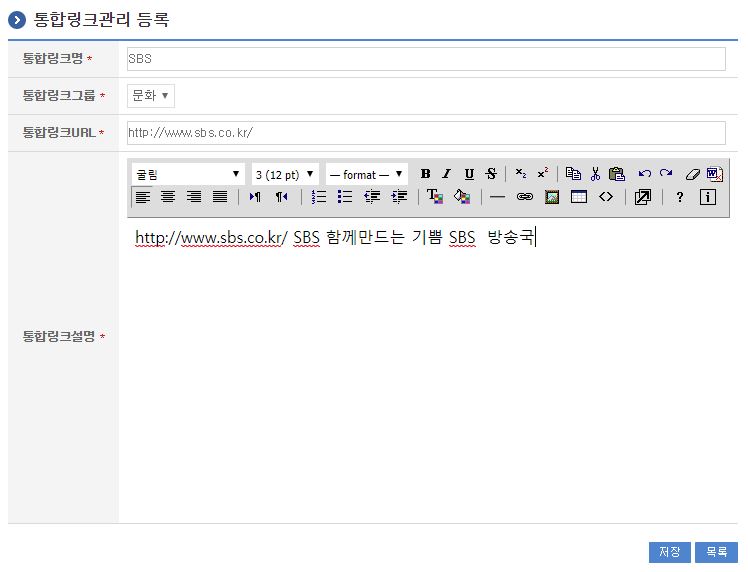 통합링크관리 등록
통합링크명 *
SBS
통합링크그룹 *
문화 ▼
통합링크URL *
http://www.sbs.co.kr/
통합링크설명 *
굴림 ▼ 3 (12 pt) ▼ — format — ▼ B I U S x₂ x²
? i
http://www.sbs.co.kr/ SBS 함께만드는 기쁨 SBS 방송국
저장 목록